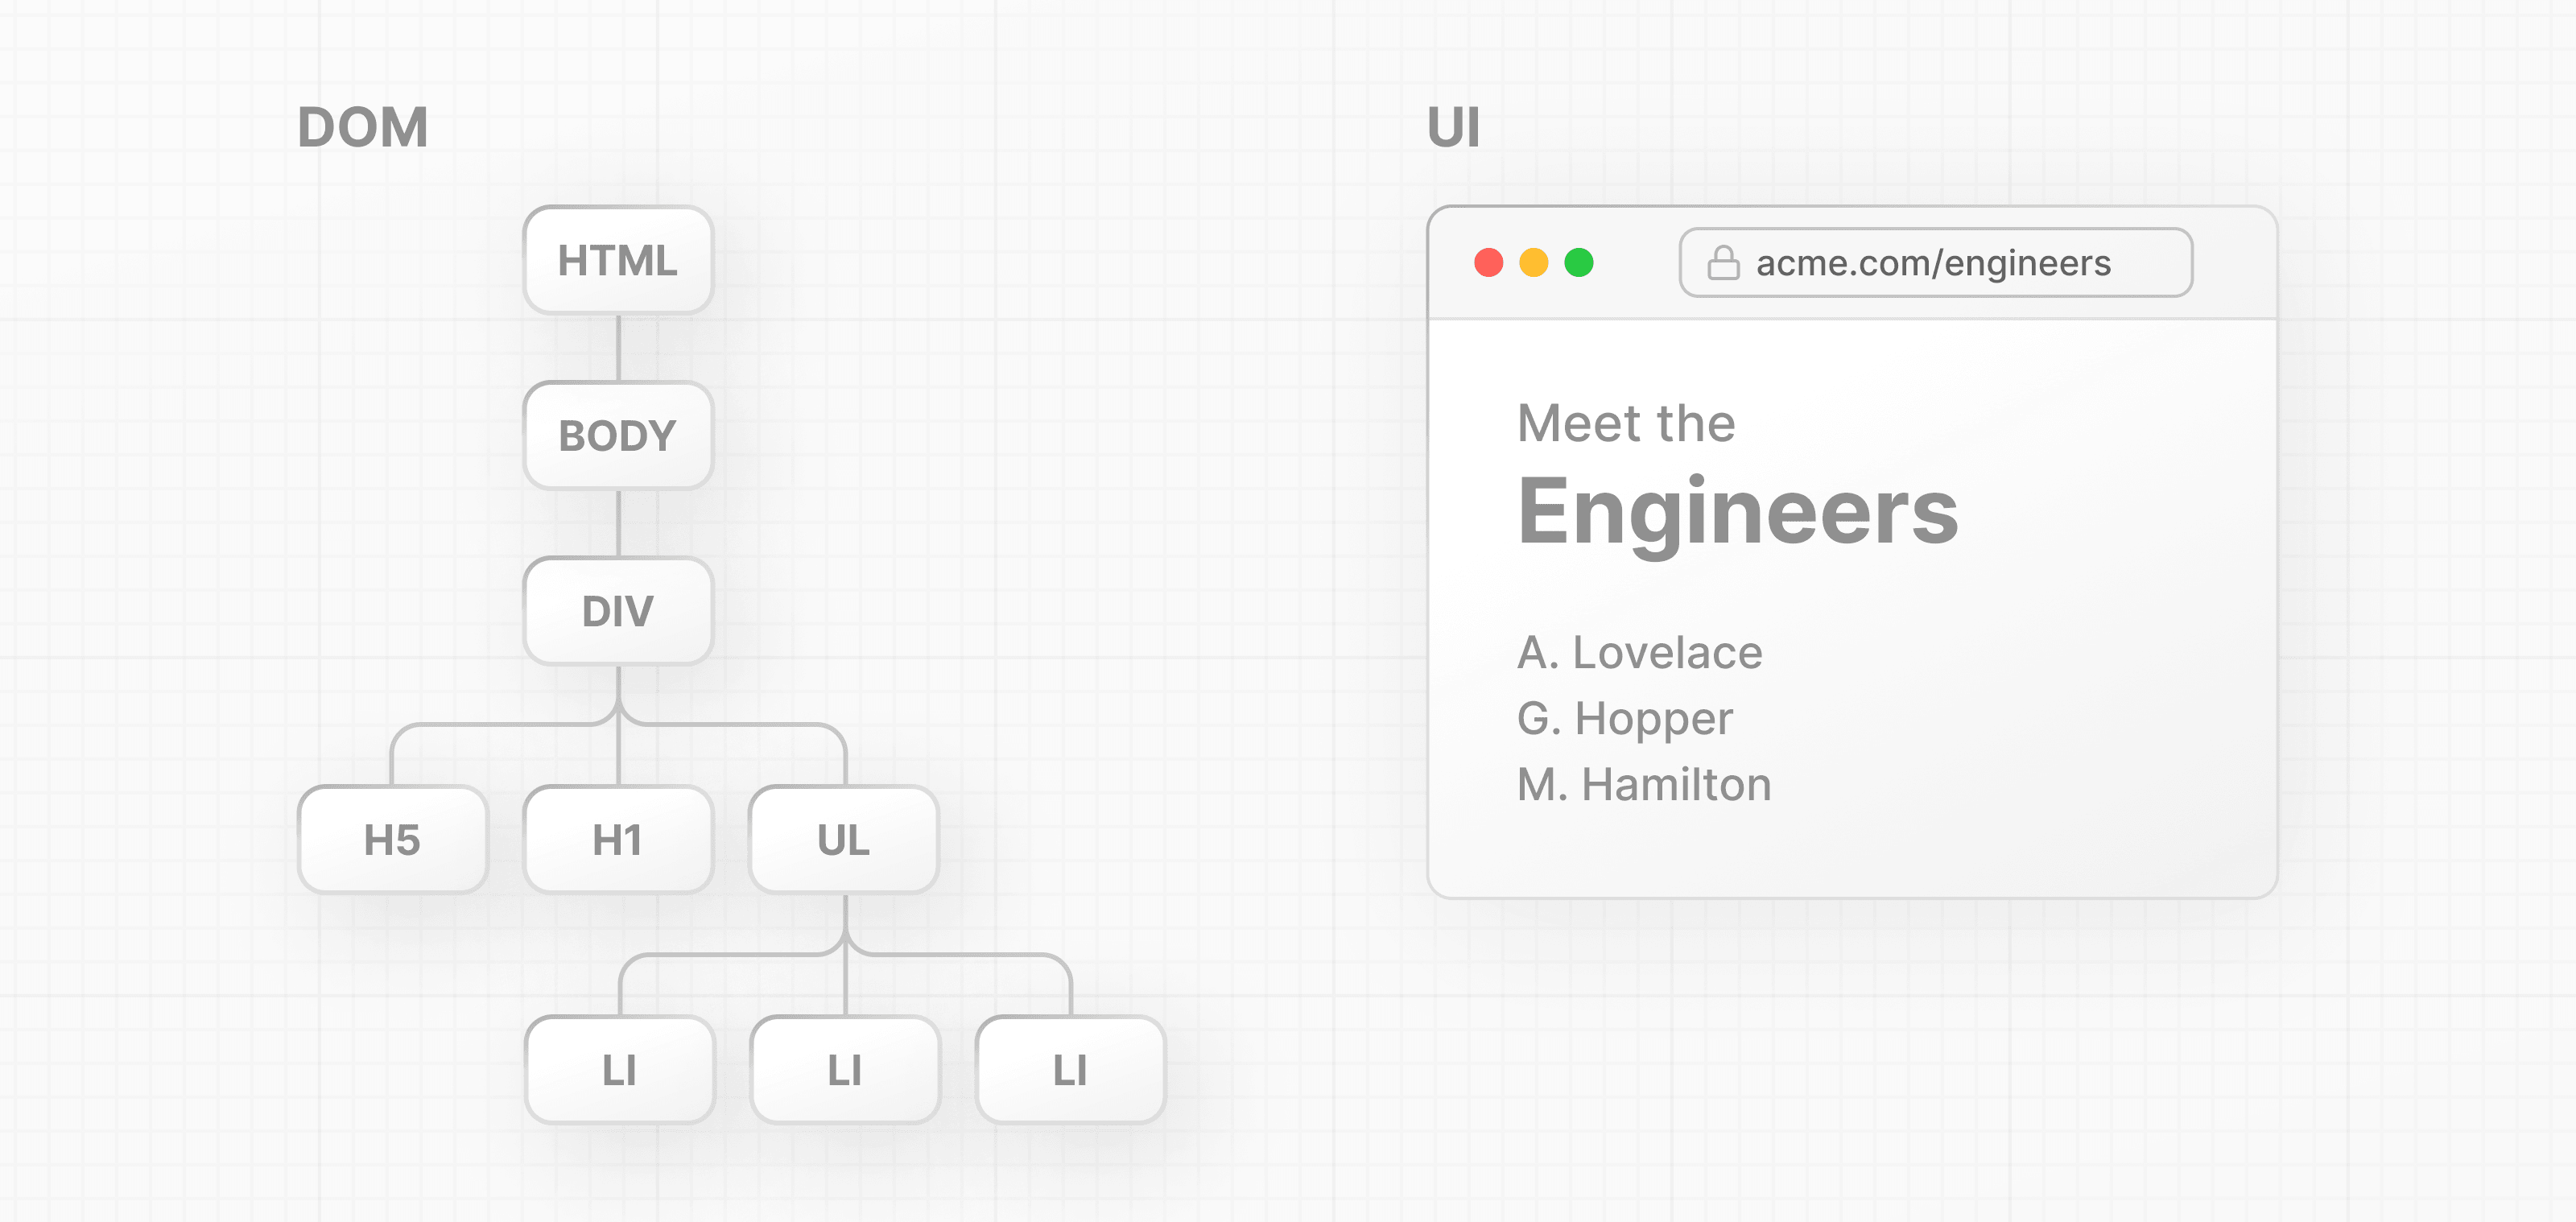 DOM
HTML
BODY
DIV
H5 H1 UL
LI LI LI
UI
acme.com/engineers
Meet the
Engineers
A. Lovelace
G. Hopper
M. Hamilton